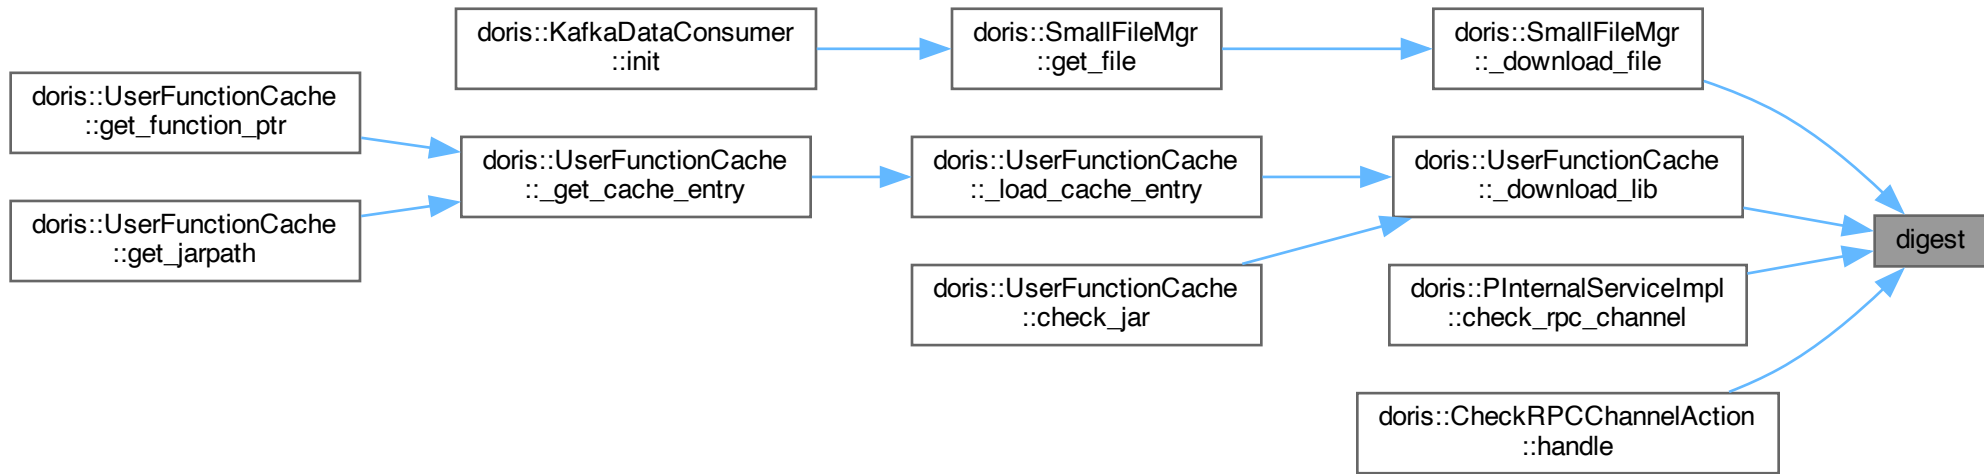 doris::KafkaDataConsumer
::init
doris::SmallFileMgr
::get_file
doris::SmallFileMgr
::_download_file
doris::UserFunctionCache
::get_function_ptr
doris::UserFunctionCache
::_get_cache_entry
doris::UserFunctionCache
::_load_cache_entry
doris::UserFunctionCache
::_download_lib
doris::UserFunctionCache
::get_jarpath
digest
doris::UserFunctionCache
::check_jar
doris::PInternalServiceImpl
::check_rpc_channel
doris::CheckRPCChannelAction
::handle